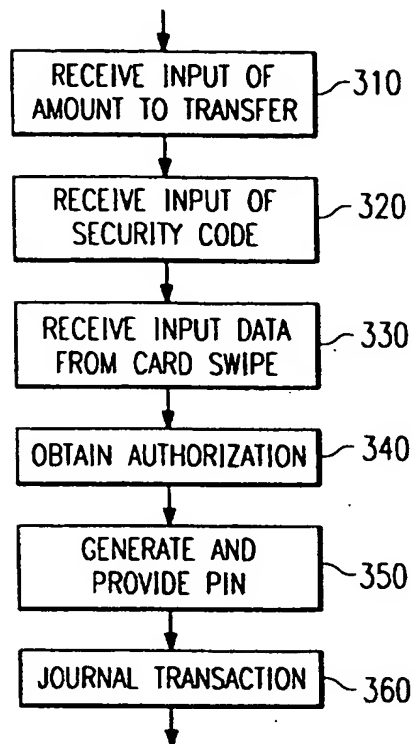 RECEIVE INPUT OF
AMOUNT TO TRANSFER
310
RECEIVE INPUT OF
SECURITY CODE
320
RECEIVE INPUT DATA
FROM CARD SWIPE
330
OBTAIN AUTHORIZATION
340
GENERATE AND
PROVIDE PIN
350
JOURNAL TRANSACTION
360